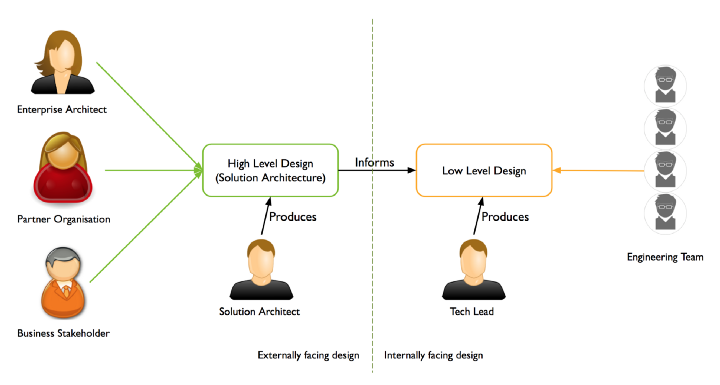 Enterprise Architect
Partner Organisation
Business Stakeholder
High Level Design
(Solution Architecture)
Informs
Low Level Design
Produces
Produces
Solution Architect
Tech Lead
Engineering Team
Externally facing design
Internally facing design